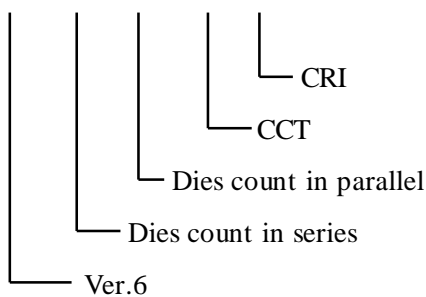 CRI
CCT
Dies count in parallel
Dies count in series
Ver.6